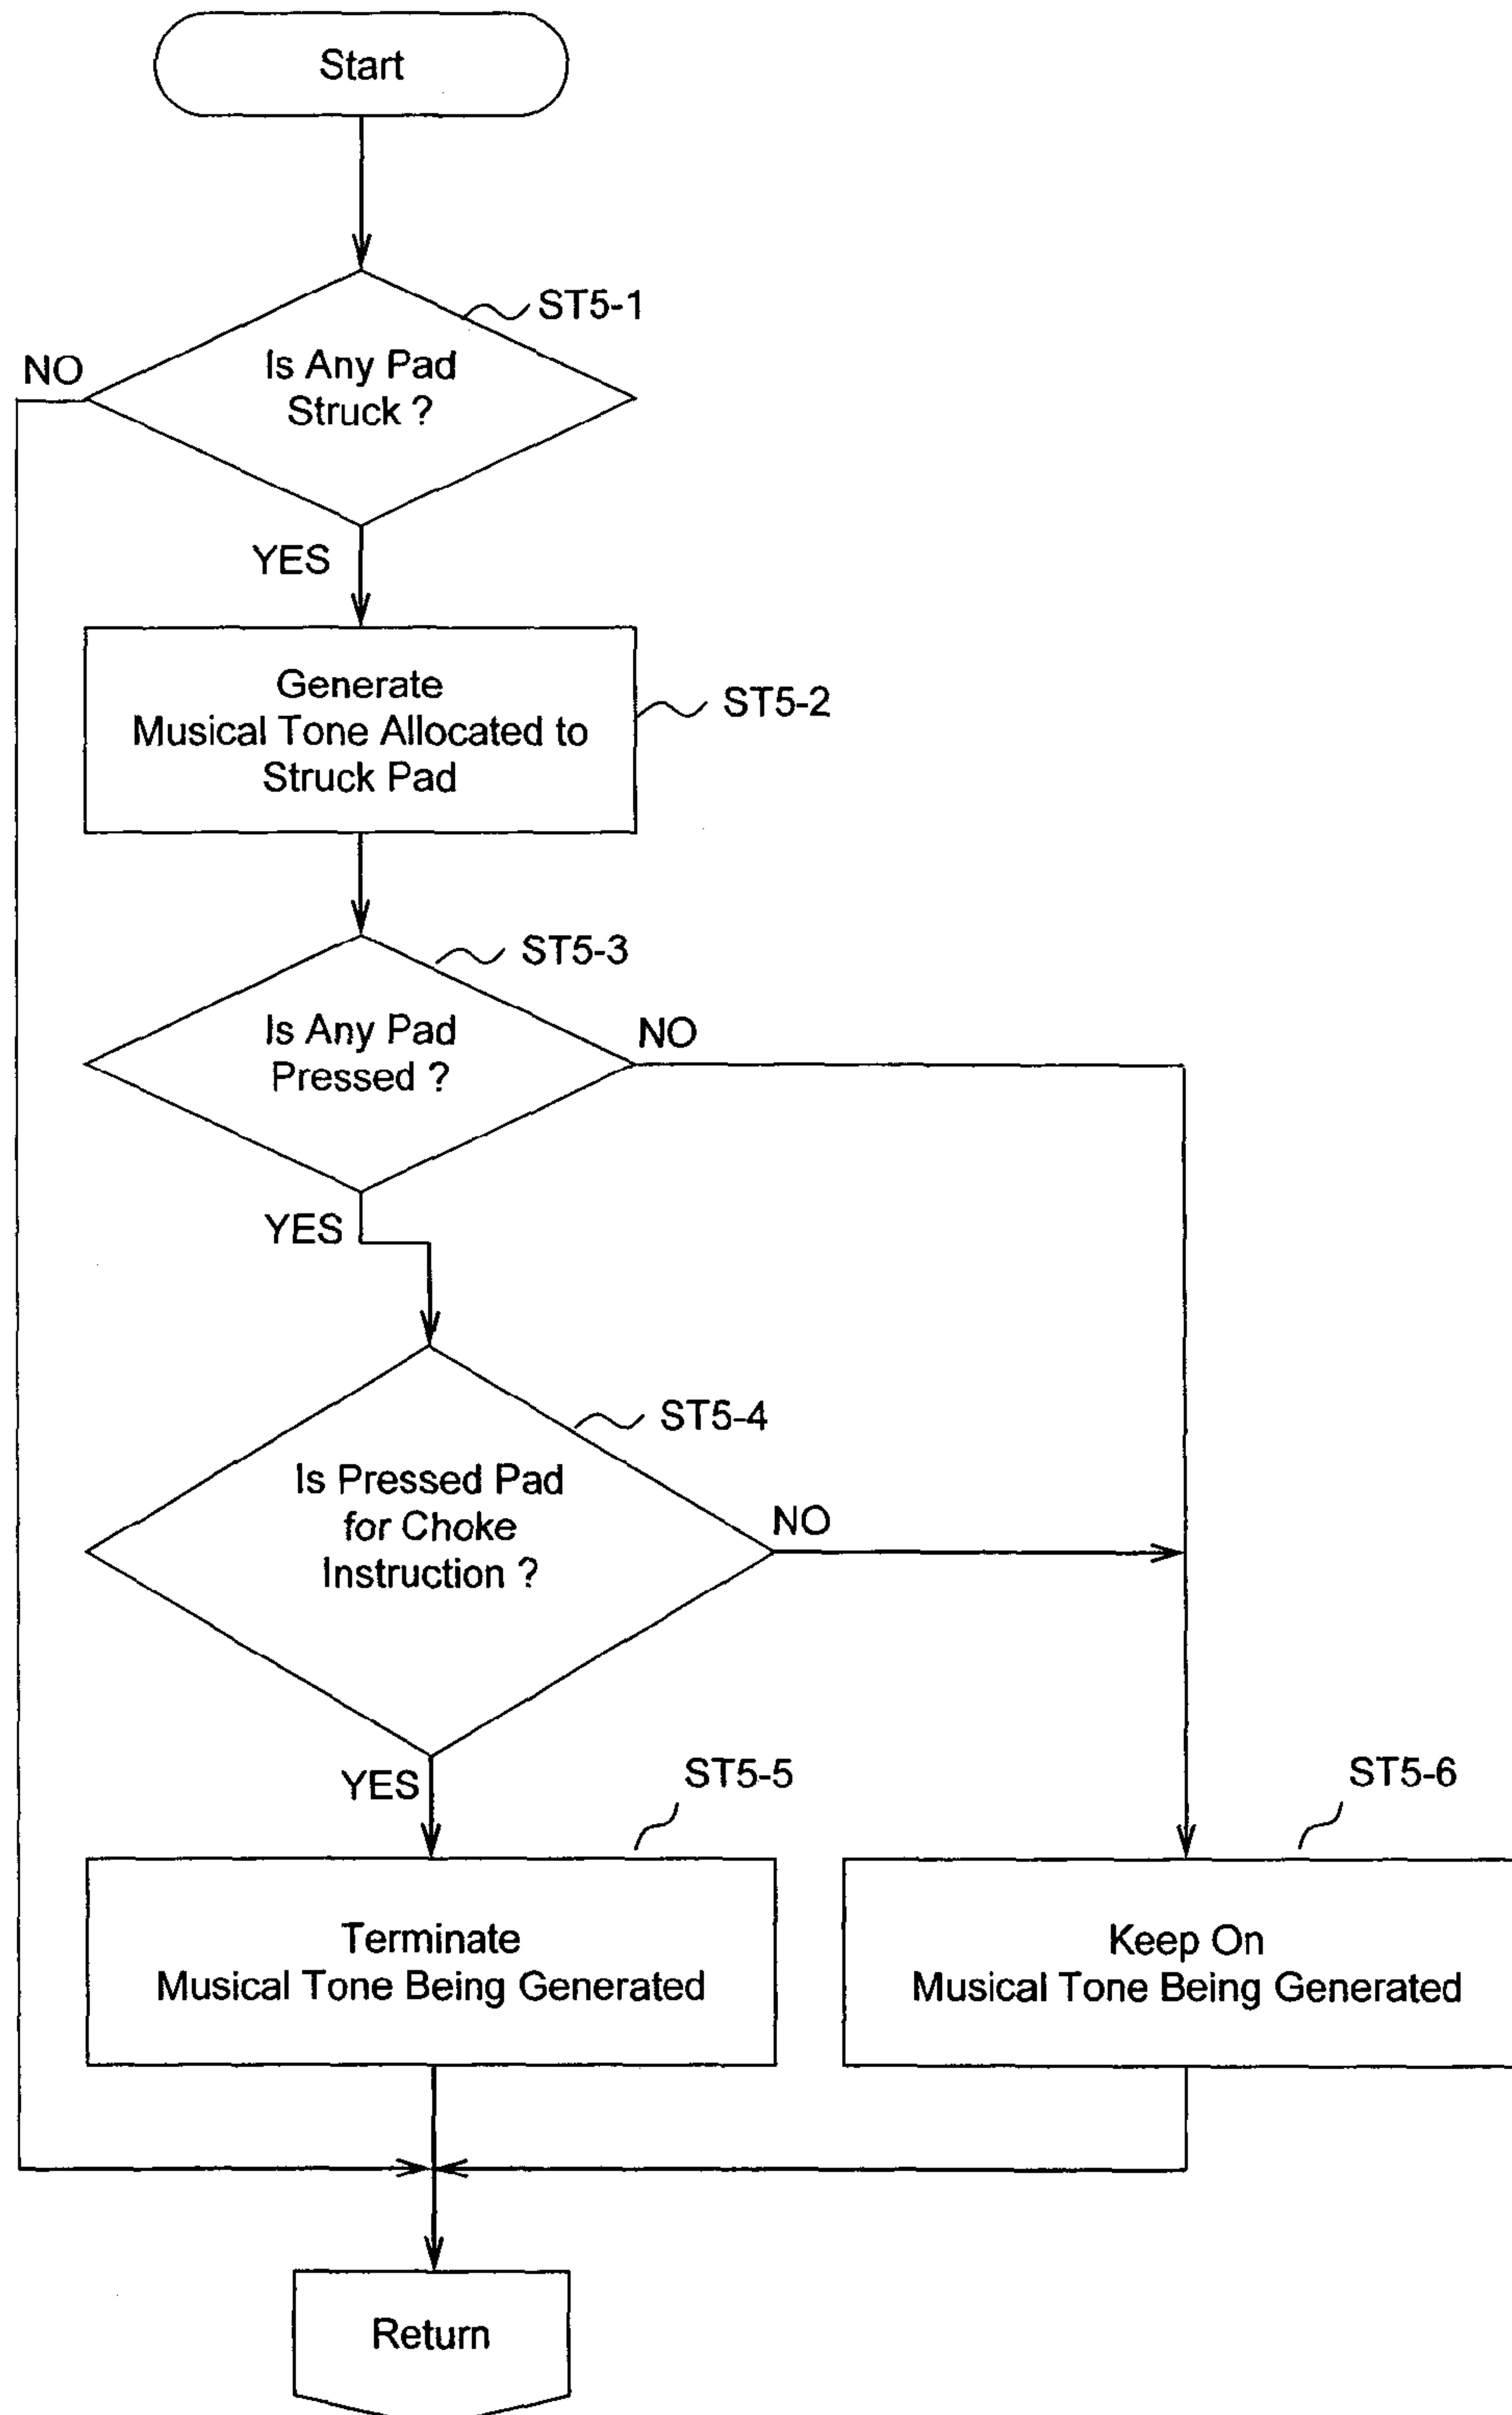 Start
ST5-1
NO
Is Any Pad
Struck ?
YES
Generate
Musical Tone Allocated to
Struck Pad
ST5-2
ST5-3
Is Any Pad
Pressed ?
NO
YES
ST5-4
Is Pressed Pad
for Choke
Instruction ?
NO
YES
ST5-5
ST5-6
Terminate
Musical Tone Being Generated
Keep On
Musical Tone Being Generated
Return